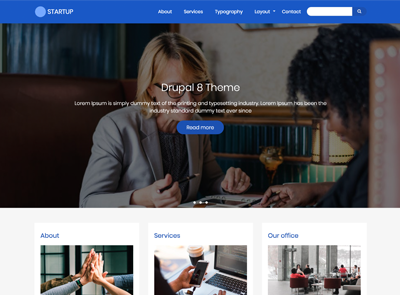 STARTUP
About
Services
Typography
Layout
Contact
Drupal 8 Theme
Lorem Ipsum is simply dummy text of the printing and typesetting industry. Lorem Ipsum has been the
industry standard dummy text ever since
Read more
About
Services
Our office